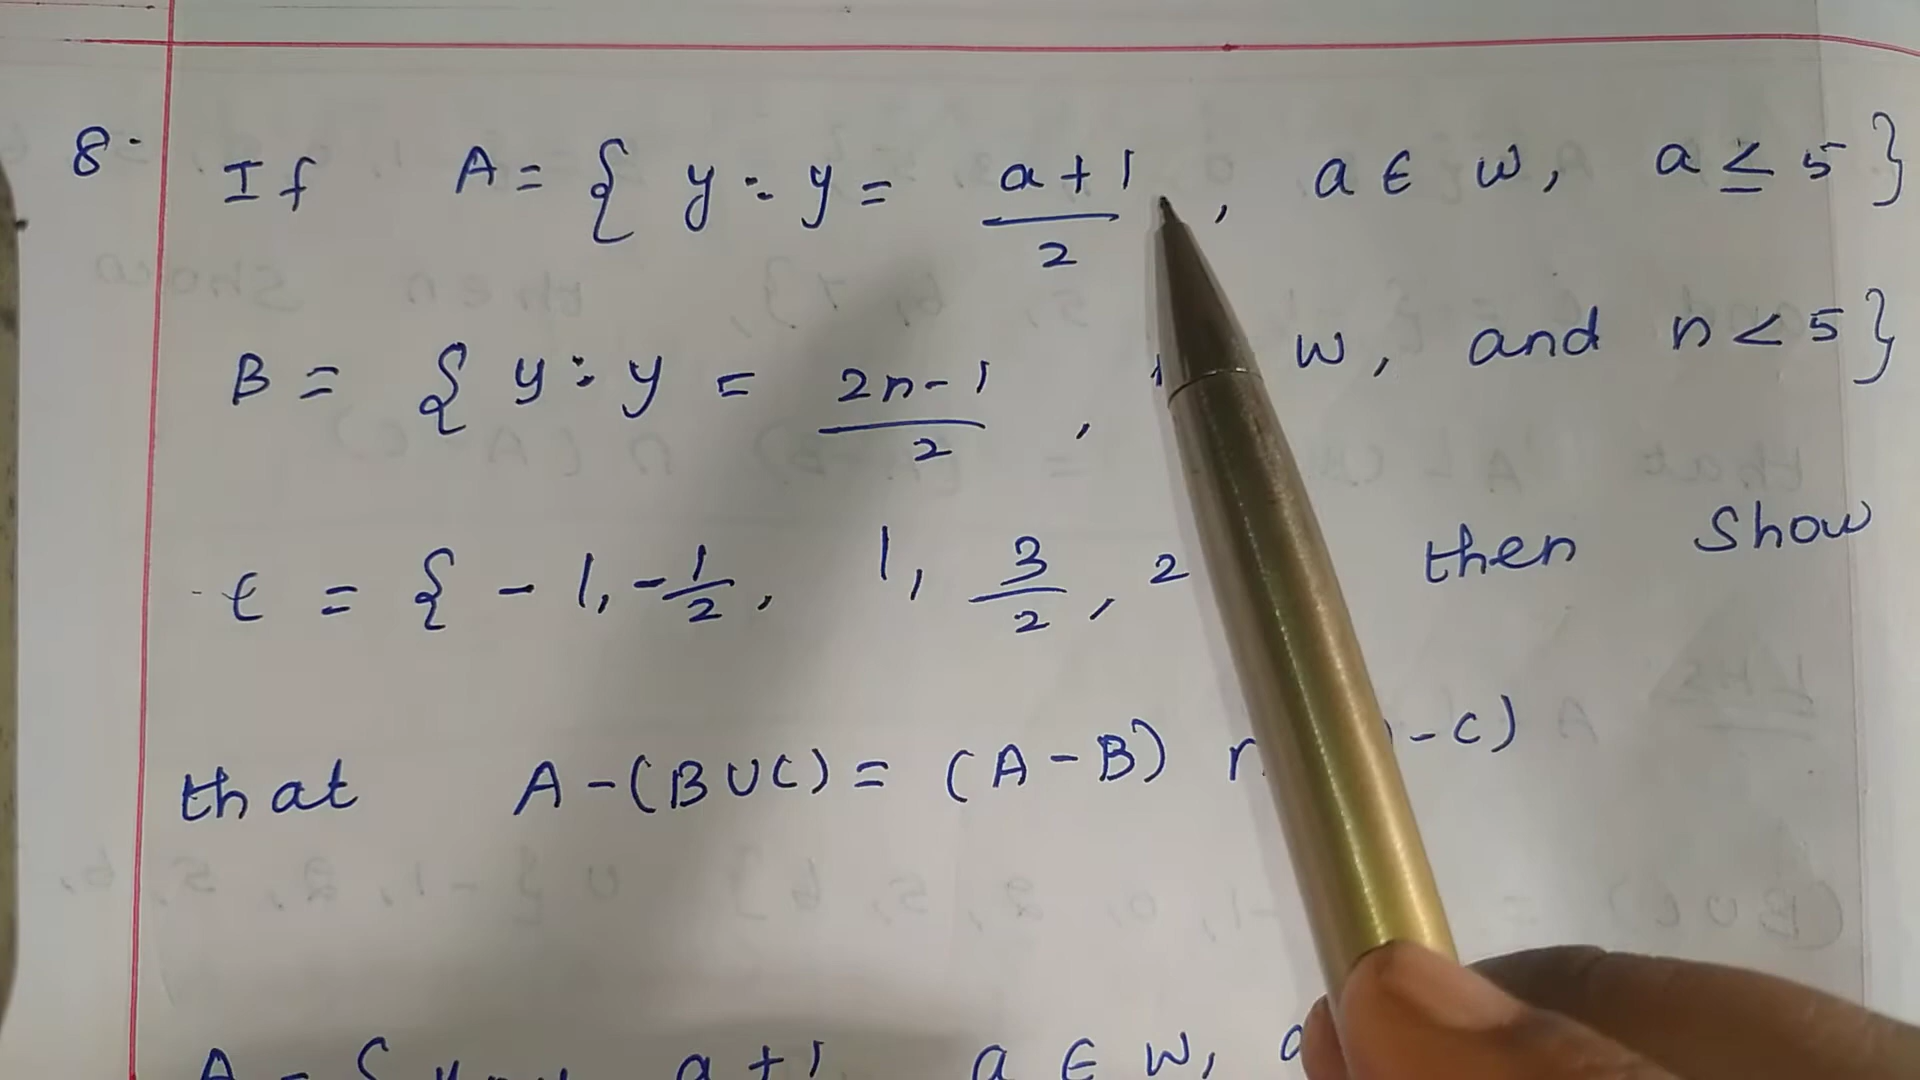 8. If A = { y : y = a+1/2 , a ∈ W, a ≤ 5 }
B = { y : y = 2n-1/2 , W, and n < 5 }
C = { -1, -1/2, 1, 3/2, 2 then Show
that A-(BUC) = (A-B) -C)
A = a+1 a ∈ W,